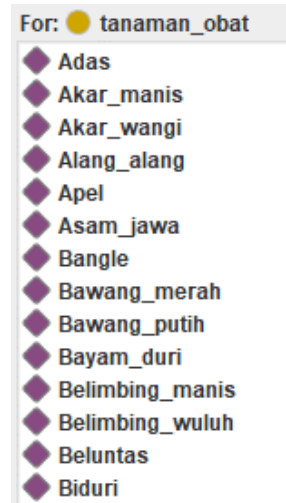 For: tanaman_obat
Adas
Akar_manis
Akar_wangi
Alang_alang
Apel
Asam_jawa
Bangle
Bawang_merah
Bawang_putih
Bayam_duri
Belimbing_manis
Belimbing_wuluh
Beluntas
Biduri